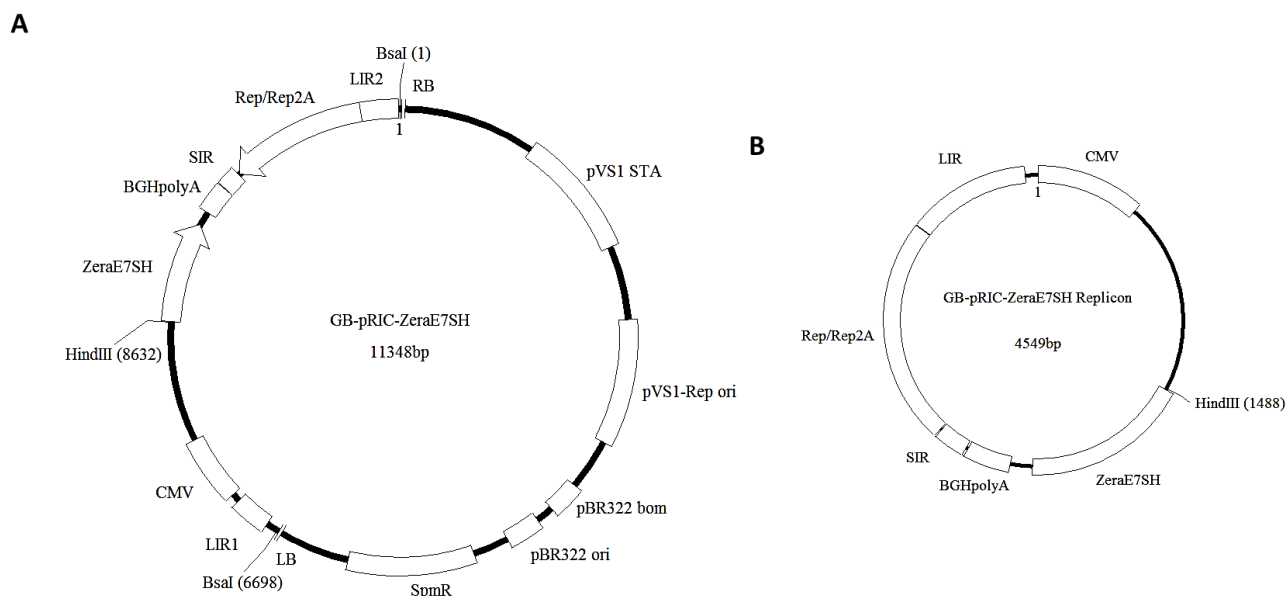 A
BsaI (1)
LIR2
RB
Rep/Rep2A
1
SIR
pVS1 STA
BGHpolyA
ZeraE7SH
GB-pRIC-ZeraE7SH
11348bp
HindIII (8632)
pVS1-Rep ori
CMV
pBR322 bom
LIR1
LB
pBR322 ori
BsaI (6698)
SpmR
B
LIR
CMV
1
GB-pRIC-ZeraE7SH Replicon
4549bp
Rep/Rep2A
HindIII (1488)
SIR
BGHpolyA
ZeraE7SH